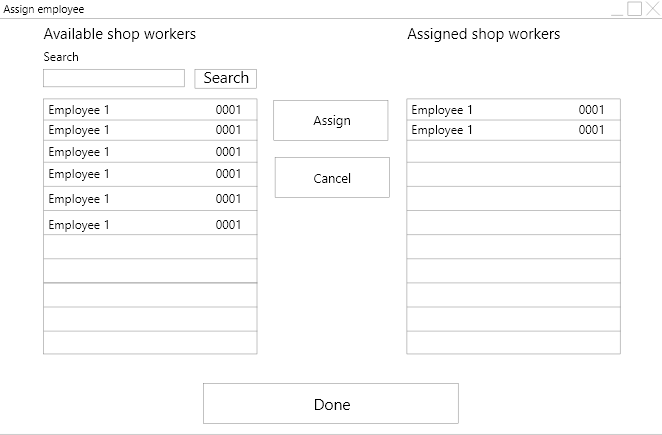 Assign employee
Available shop workers
Assigned shop workers
Search
Search
Employee 1 0001
Employee 1 0001
Employee 1 0001
Employee 1 0001
Employee 1 0001
Employee 1 0001
Assign
Cancel
Employee 1 0001
Employee 1 0001
Done